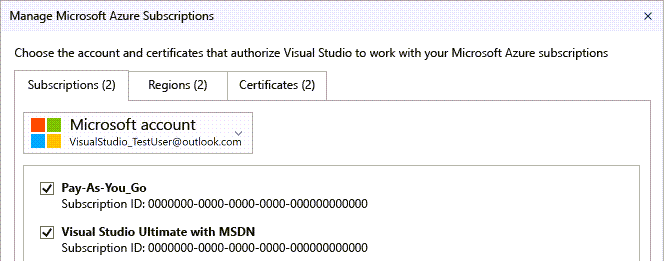 Manage Microsoft Azure Subscriptions
Choose the account and certificates that authorize Visual Studio to work with your Microsoft Azure subscriptions
Subscriptions (2) Regions (2) Certificates (2)
Microsoft account
VisualStudio_TestUser@outlook.com
Pay-As-You_Go
Subscription ID: 0000000-0000-0000-0000-000000000000
Visual Studio Ultimate with MSDN
Subscription ID: 0000000-0000-0000-0000-000000000000